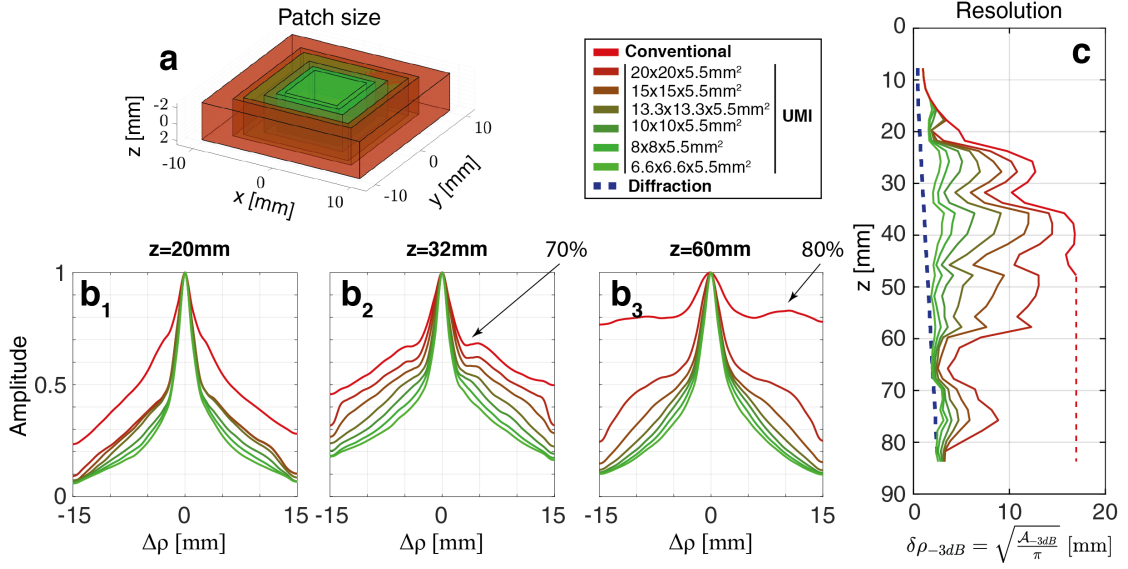 Patch size
a
-2
0
2
z [mm]
-10
0
10
x [mm]
-10
0
10
y [mm]
Conventional
20x20x5.5mm²
15x15x5.5mm²
13.3x13.3x5.5mm²
10x10x5.5mm²
8x8x5.5mm²
6.6x6.6x5.5mm²
UMI
Diffraction
z=20mm
z=32mm
70%
z=60mm
80%
b1
b2
b3
1
0.5
0
Amplitude
-15 0 15
-15 0 15
-15 0 15
Δρ [mm]
Δρ [mm]
Δρ [mm]
Resolution
c
0
10
20
30
40
50
60
70
80
90
z [mm]
0 10 20
δρ₋₃dB = √(A₋₃dB/π) [mm]